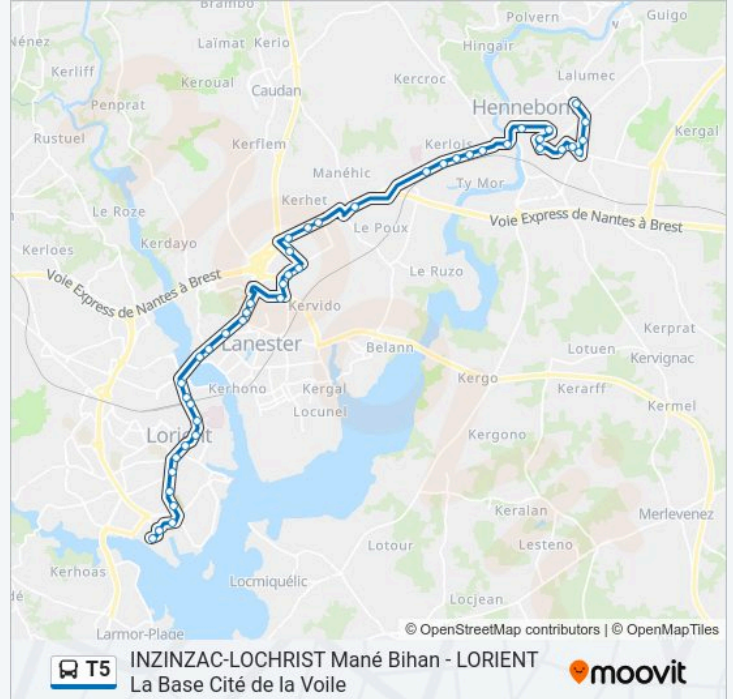 Brambo
Polvern
Guigo
Nénez
Laïmat
Kerlo
Hingair
Kerliff
Keroual
Caudan
Kercroc
Lalumec
Penprat
Hennebon
Rustuel
Kerflem
Kerlois
Kergal
Manéhic
Ty Mor
Le Roze
Kerhet
Le Poux
Voie Express de Nantes à Brest
Kerloes
Kerdayo
Le Ruzo
Voie Express de Nantes à Brest
Kervido
Lanester
Belann
Lotuen
Kerprat
Kervignac
Kerhono
Kergal
Kergo
Kerarff
Locunel
Kermel
Lorient
Kergono
Keralan
Merlevenez
Lotour
Lesteno
Kerhoas
Locmiquélic
dé
Locjean
Larmor-Plage
© OpenStreetMap contributors | © OpenMapTiles
T5
INZINZAC-LOCHRIST Mané Bihan - LORIENT
La Base Cité de la Voile
moovit